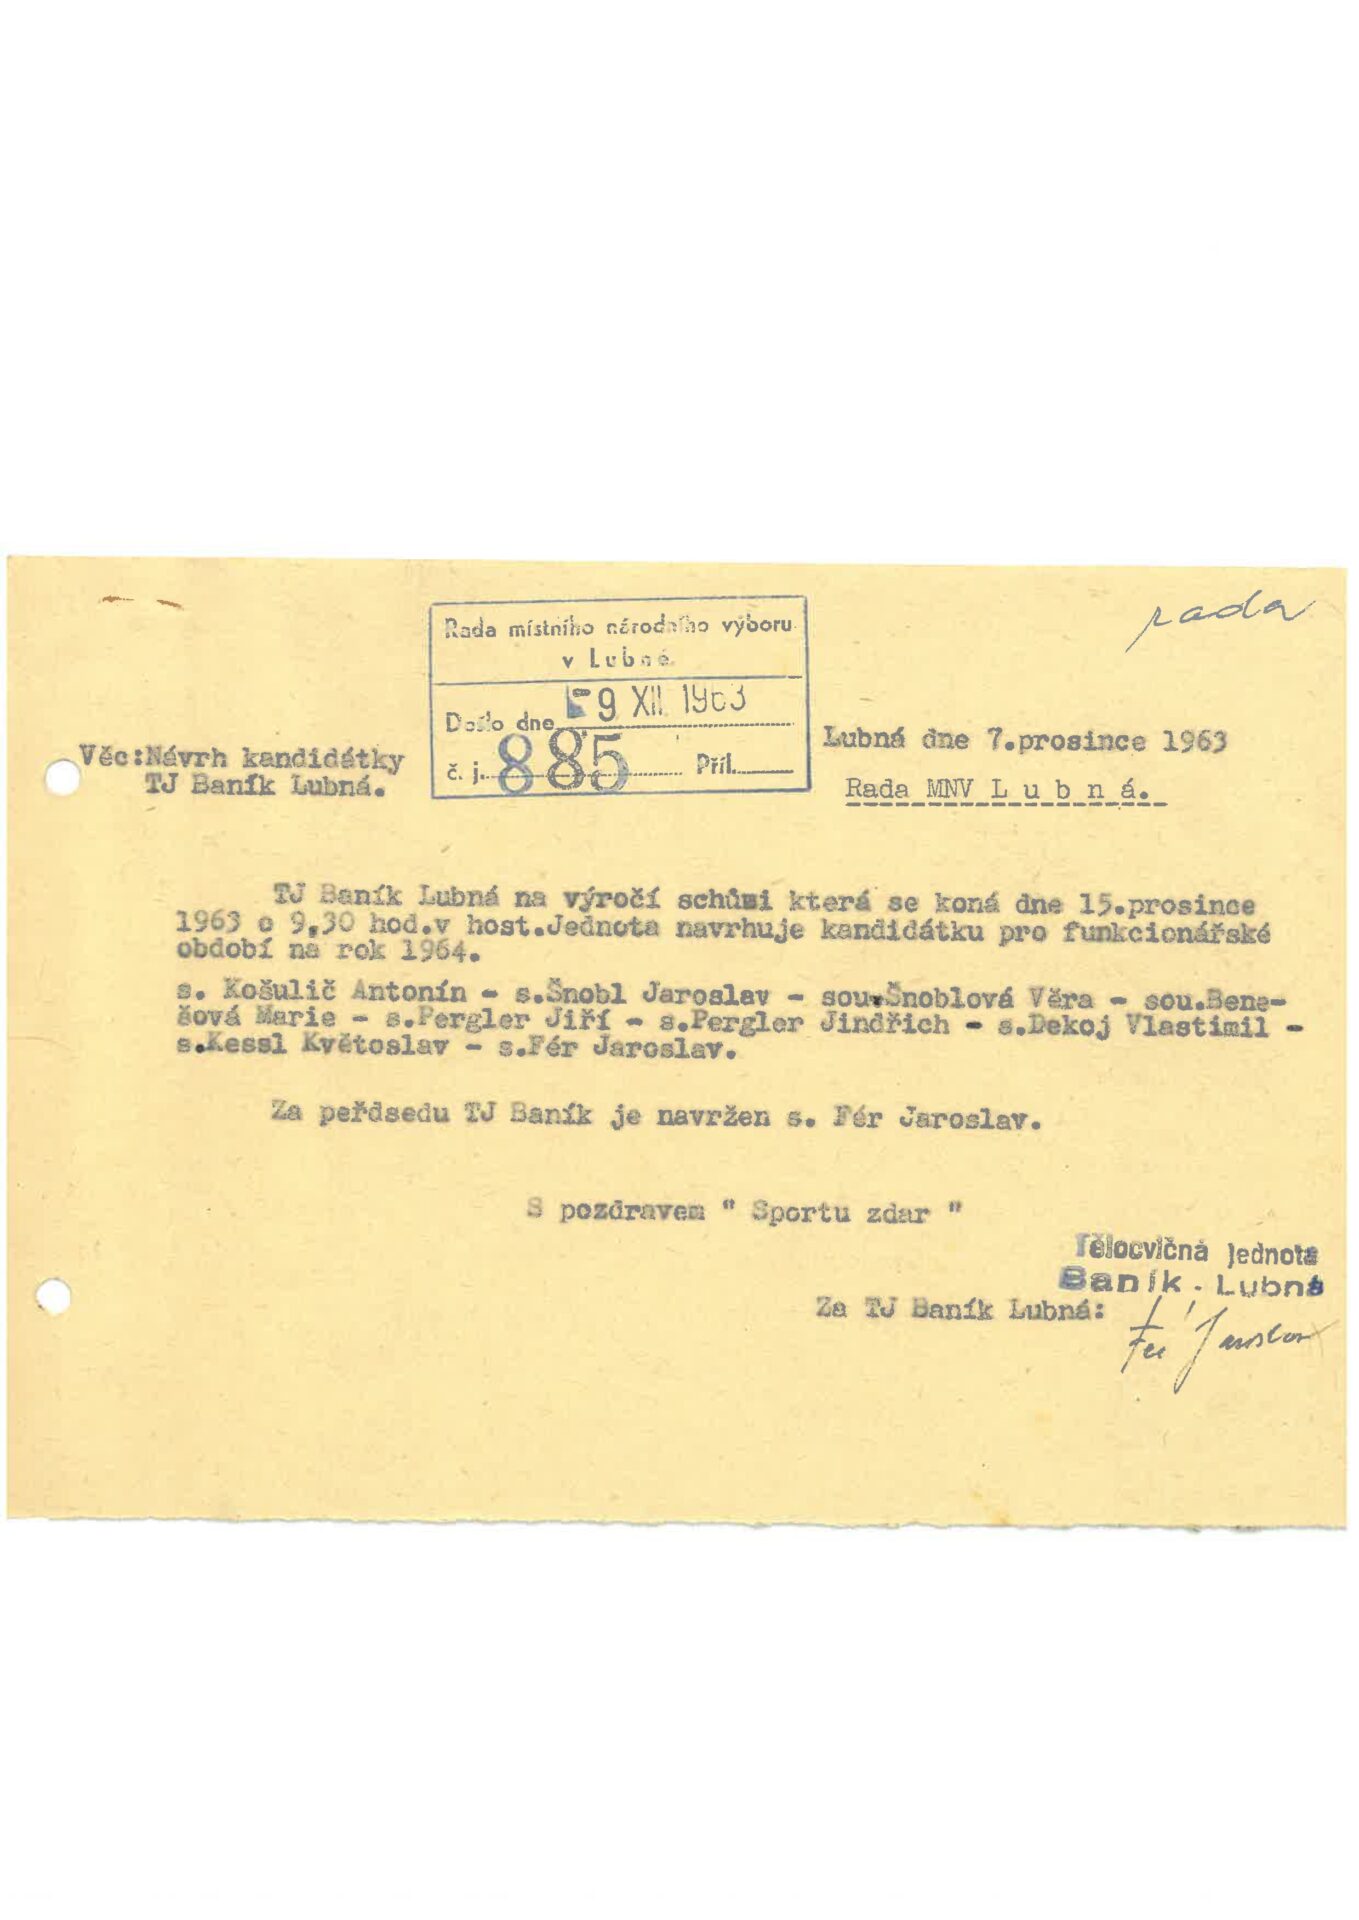 rada
Rada místního národního výboru
v Lubné.
Došlo dne 9 XII. 1963
č. j. 885 Příl.
Lubná dne 7.prosince 1963
Věc:Návrh kandidátky
TJ Baník Lubná.
Rada MNV L u b n á.
TJ Baník Lubná na výročí schůzi která se koná dne 15.prosince
1963 o 9,30 hod.v host.Jednota navrhuje kandidátku pro funkcionářské
období na rok 1964.
s. Košulič Antonín - s.Šnobl Jaroslav - sou.Šnoblová Věra - sou.Bene-
šová Marie - s.Pergler Jiří - s.Pergler Jindřich - s.Dekoj Vlastimil -
s.Kessl Květoslav - s.Fér Jaroslav.
Za peřdsedu TJ Baník je navržen s. Fér Jaroslav.
S pozdravem " Sportu zdar "
Tělocvičná jednota
Baník - Lubná
Za TJ Baník Lubná:
Fér Jaroslav